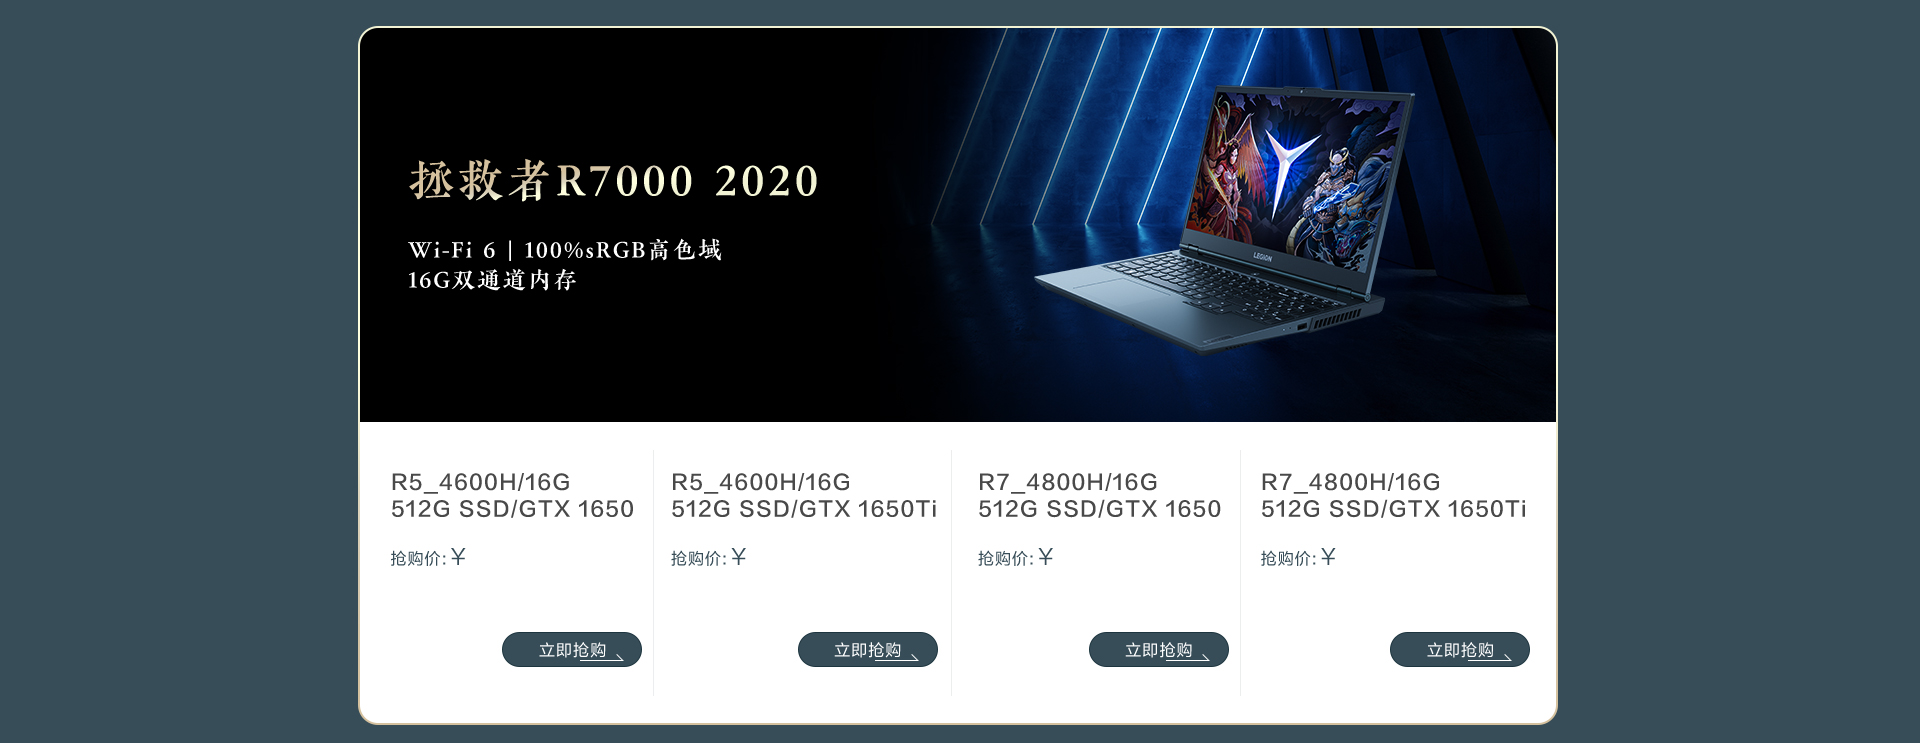 拯救者R7000 2020
Wi-Fi 6 | 100%sRGB高色域
16G双通道内存
LEGION
R5_4600H/16G
512G SSD/GTX 1650
抢购价:￥
立即抢购
R5_4600H/16G
512G SSD/GTX 1650Ti
抢购价:￥
立即抢购
R7_4800H/16G
512G SSD/GTX 1650
抢购价:￥
立即抢购
R7_4800H/16G
512G SSD/GTX 1650Ti
抢购价:￥
立即抢购